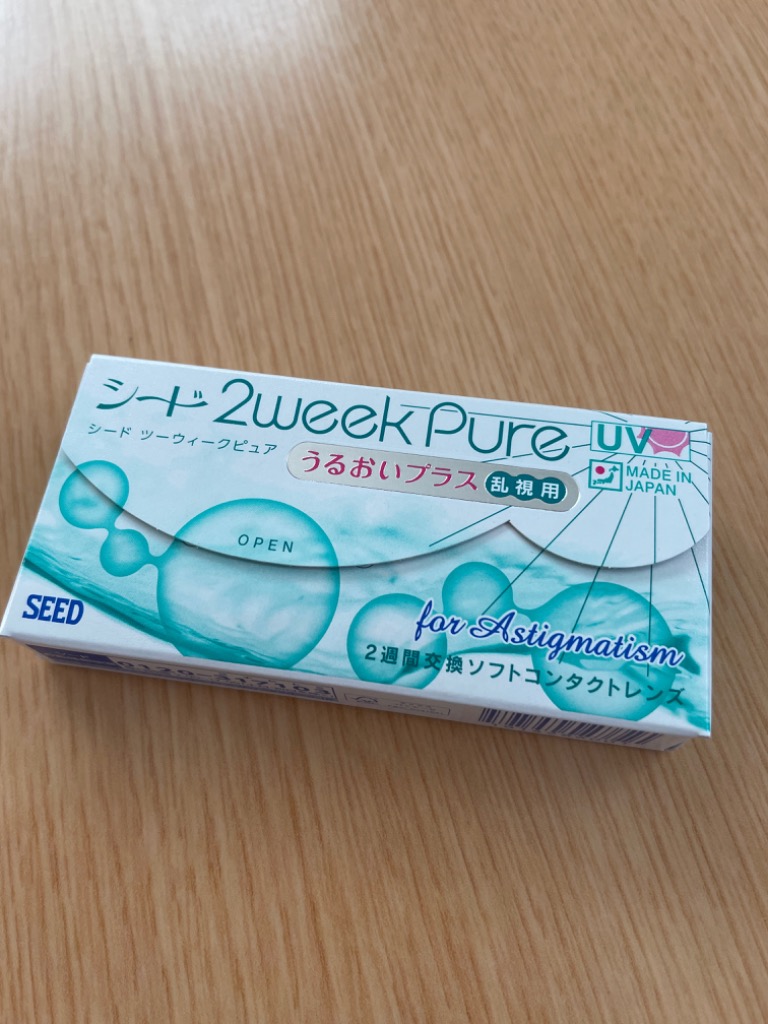 シード 2week Pure
シード ツーウィークピュア
うるおいプラス 乱視用
UV
MADE IN
JAPAN
OPEN
SEED
for Astigmatism
2週間交換ソフトコンタクトレンズ
0120-317103